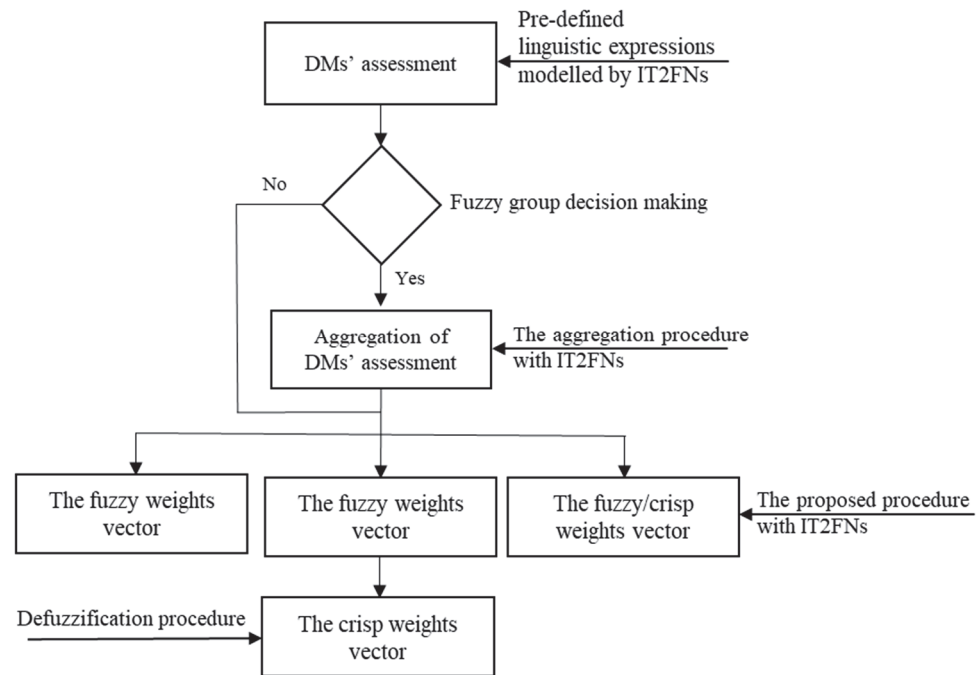 Pre-defined
linguistic expressions
modelled by IT2FNs
DMs’ assessment
No
Fuzzy group decision making
Yes
Aggregation of
DMs’ assessment
The aggregation procedure
with IT2FNs
The fuzzy weights
vector
The fuzzy weights
vector
The fuzzy/crisp
weights vector
The proposed procedure
with IT2FNs
Defuzzification procedure
The crisp weights
vector